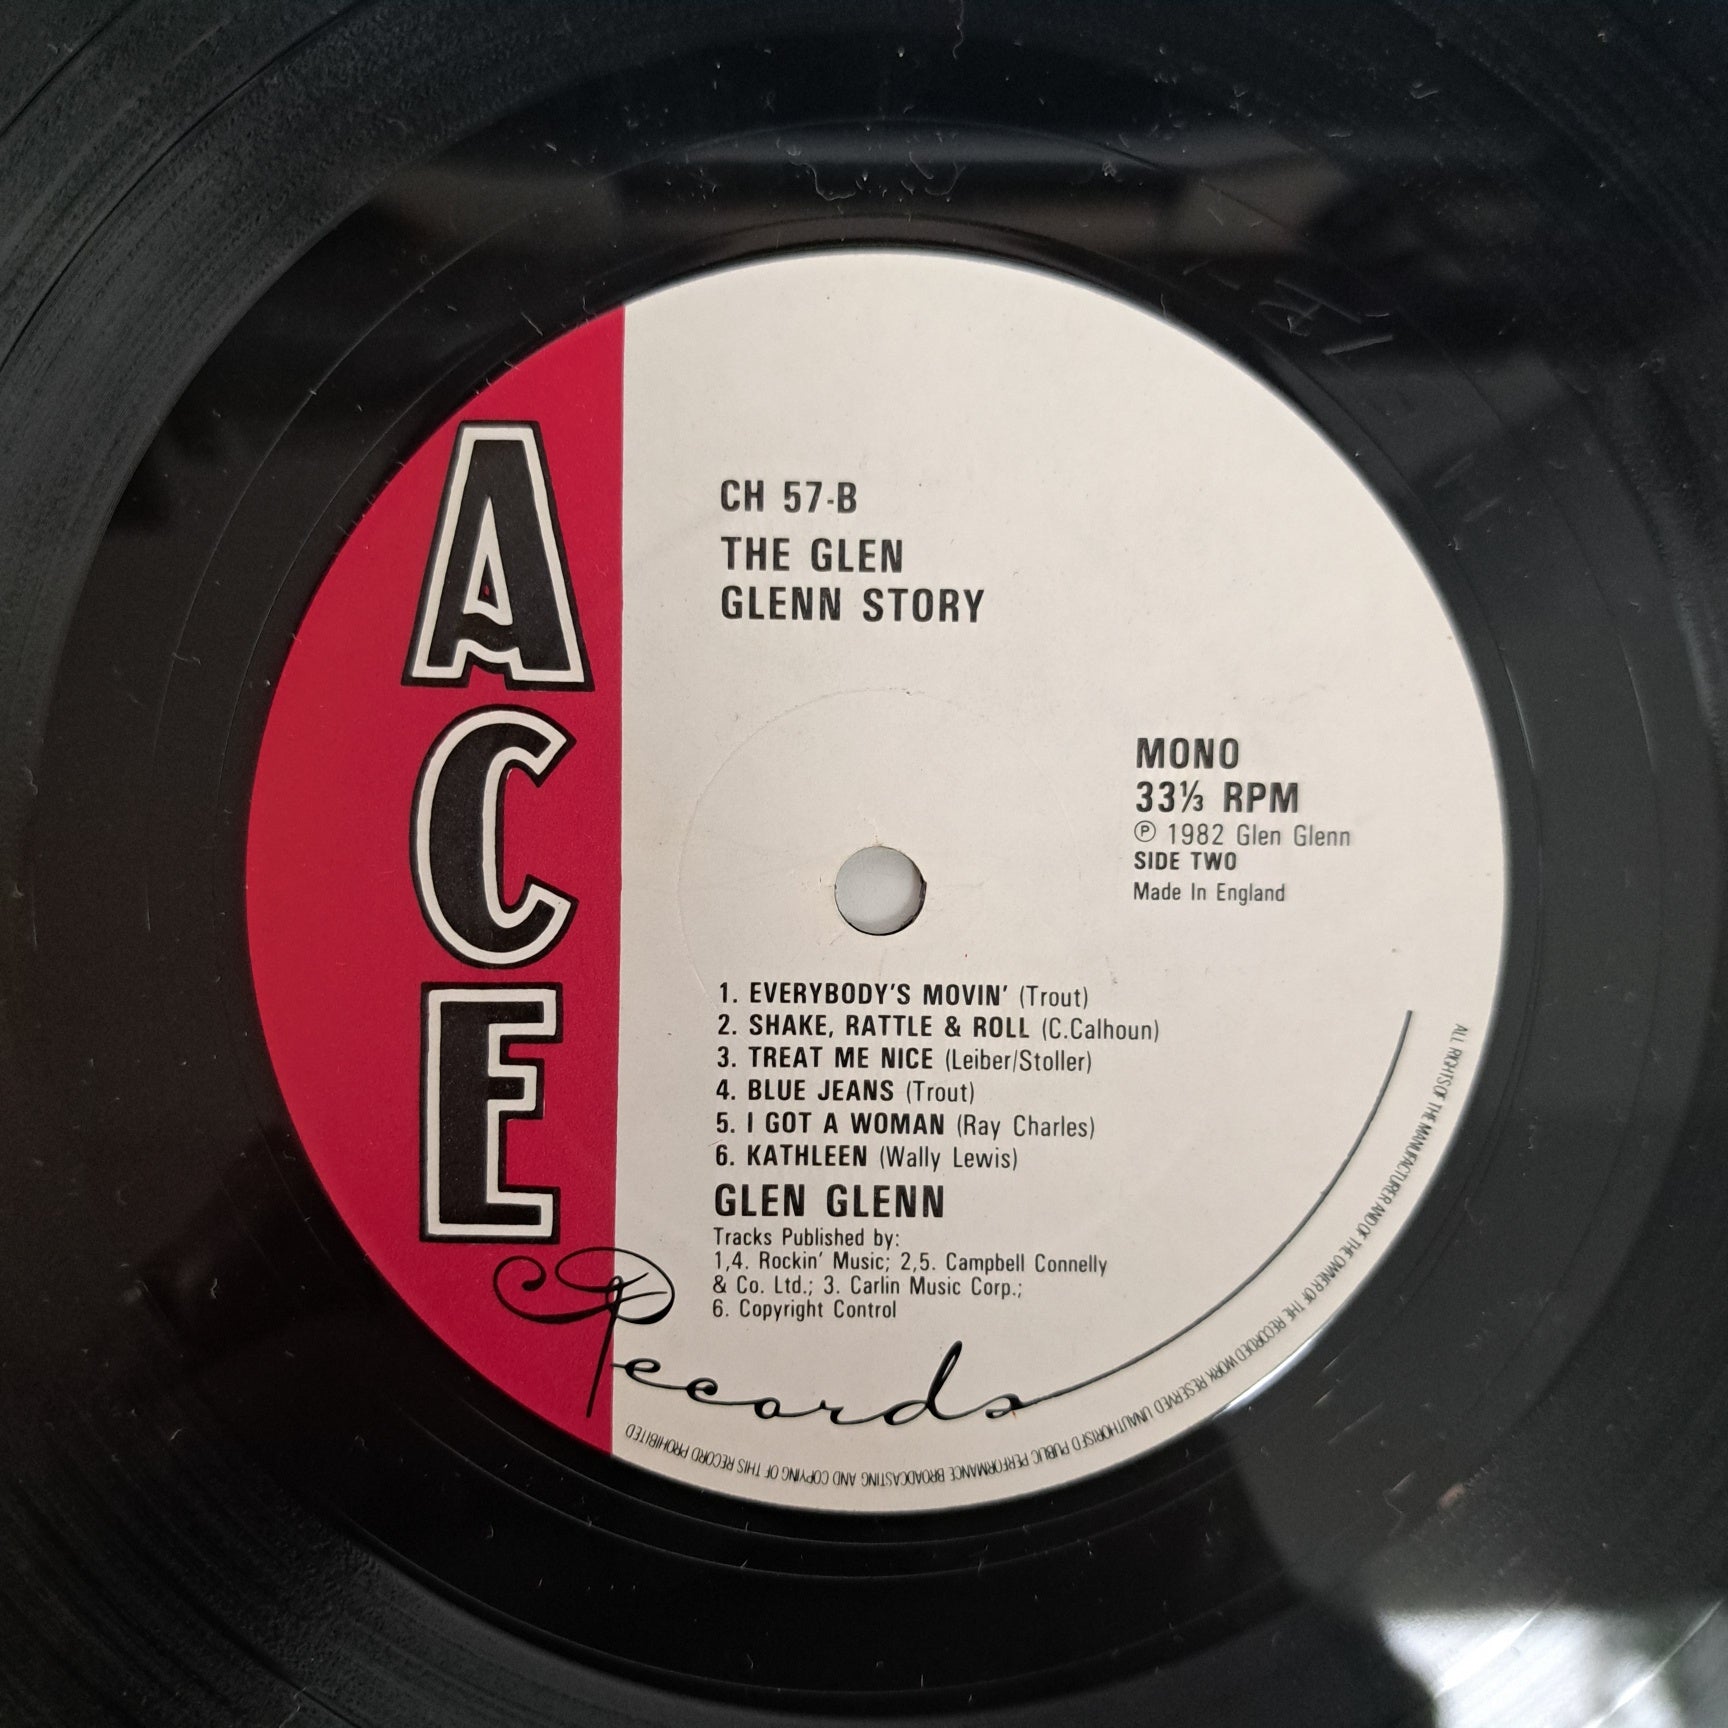 ACE
Records
CH 57-B
THE GLEN
GLENN STORY
MONO
33⅓ RPM
℗ 1982 Glen Glenn
SIDE TWO
Made In England
1. EVERYBODY'S MOVIN' (Trout)
2. SHAKE, RATTLE & ROLL (C.Calhoun)
3. TREAT ME NICE (Leiber/Stoller)
4. BLUE JEANS (Trout)
5. I GOT A WOMAN (Ray Charles)
6. KATHLEEN (Wally Lewis)
GLEN GLENN
Tracks Published by:
1,4. Rockin' Music; 2,5. Campbell Connelly
& Co. Ltd.; 3. Carlin Music Corp.;
6. Copyright Control
ALL RIGHTS OF THE MANUFACTURER AND OF THE OWNER OF THE RECORDED WORK RESERVED UNAUTHORISED PUBLIC PERFORMANCE BROADCASTING AND COPYING OF THIS RECORD PROHIBITED